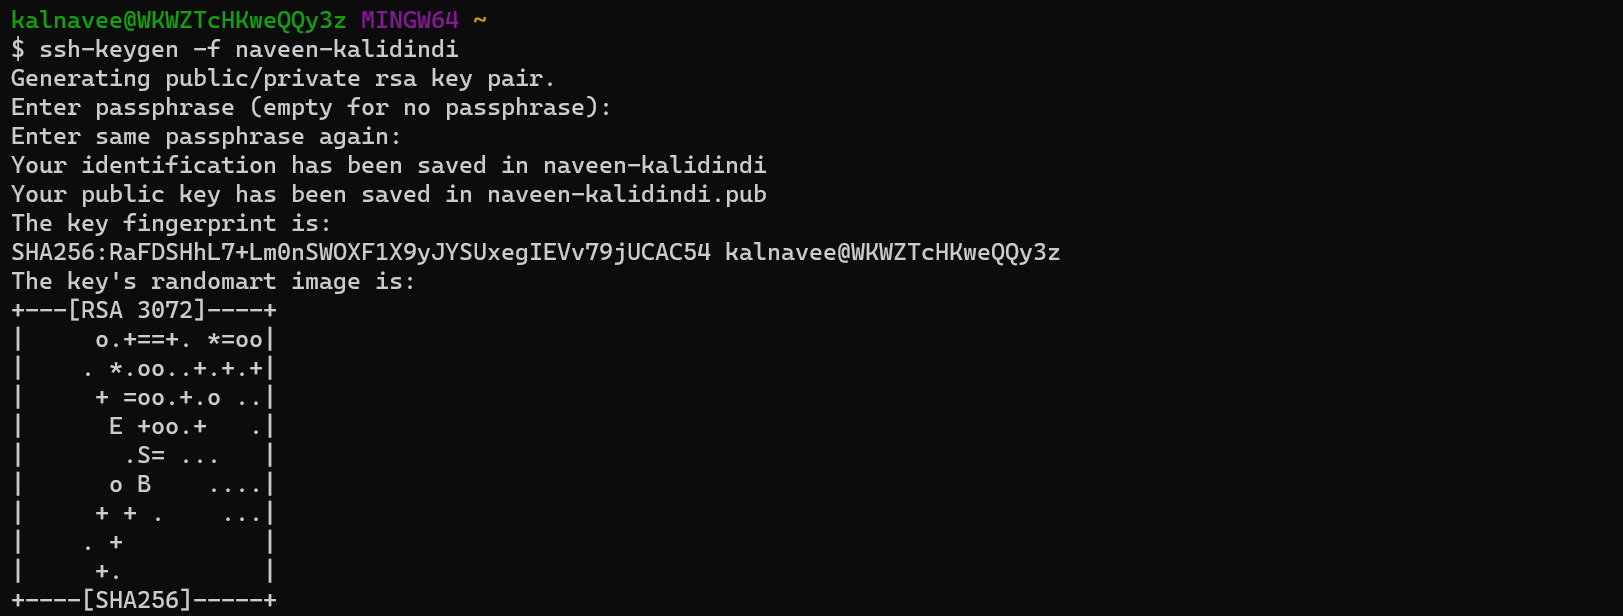 kalnavee@WKWZTcHKweQQy3z MINGW64 ~
$ ssh-keygen -f naveen-kalidindi
Generating public/private rsa key pair.
Enter passphrase (empty for no passphrase):
Enter same passphrase again:
Your identification has been saved in naveen-kalidindi
Your public key has been saved in naveen-kalidindi.pub
The key fingerprint is:
SHA256:RaFDSHhL7+Lm0nSWOXF1X9yJYSUxegIEVv79jUCAC54 kalnavee@WKWZTcHKweQQy3z
The key's randomart image is:
+---[RSA 3072]----+
|     o.+==+. *=oo|
|    . *.oo..+.+.+|
|     + =oo.+.o ..|
|      E +oo.+   .|
|       .S= ...   |
|      o B    ....|
|     + + .    ...|
|    . +          |
|     +.          |
+----[SHA256]-----+